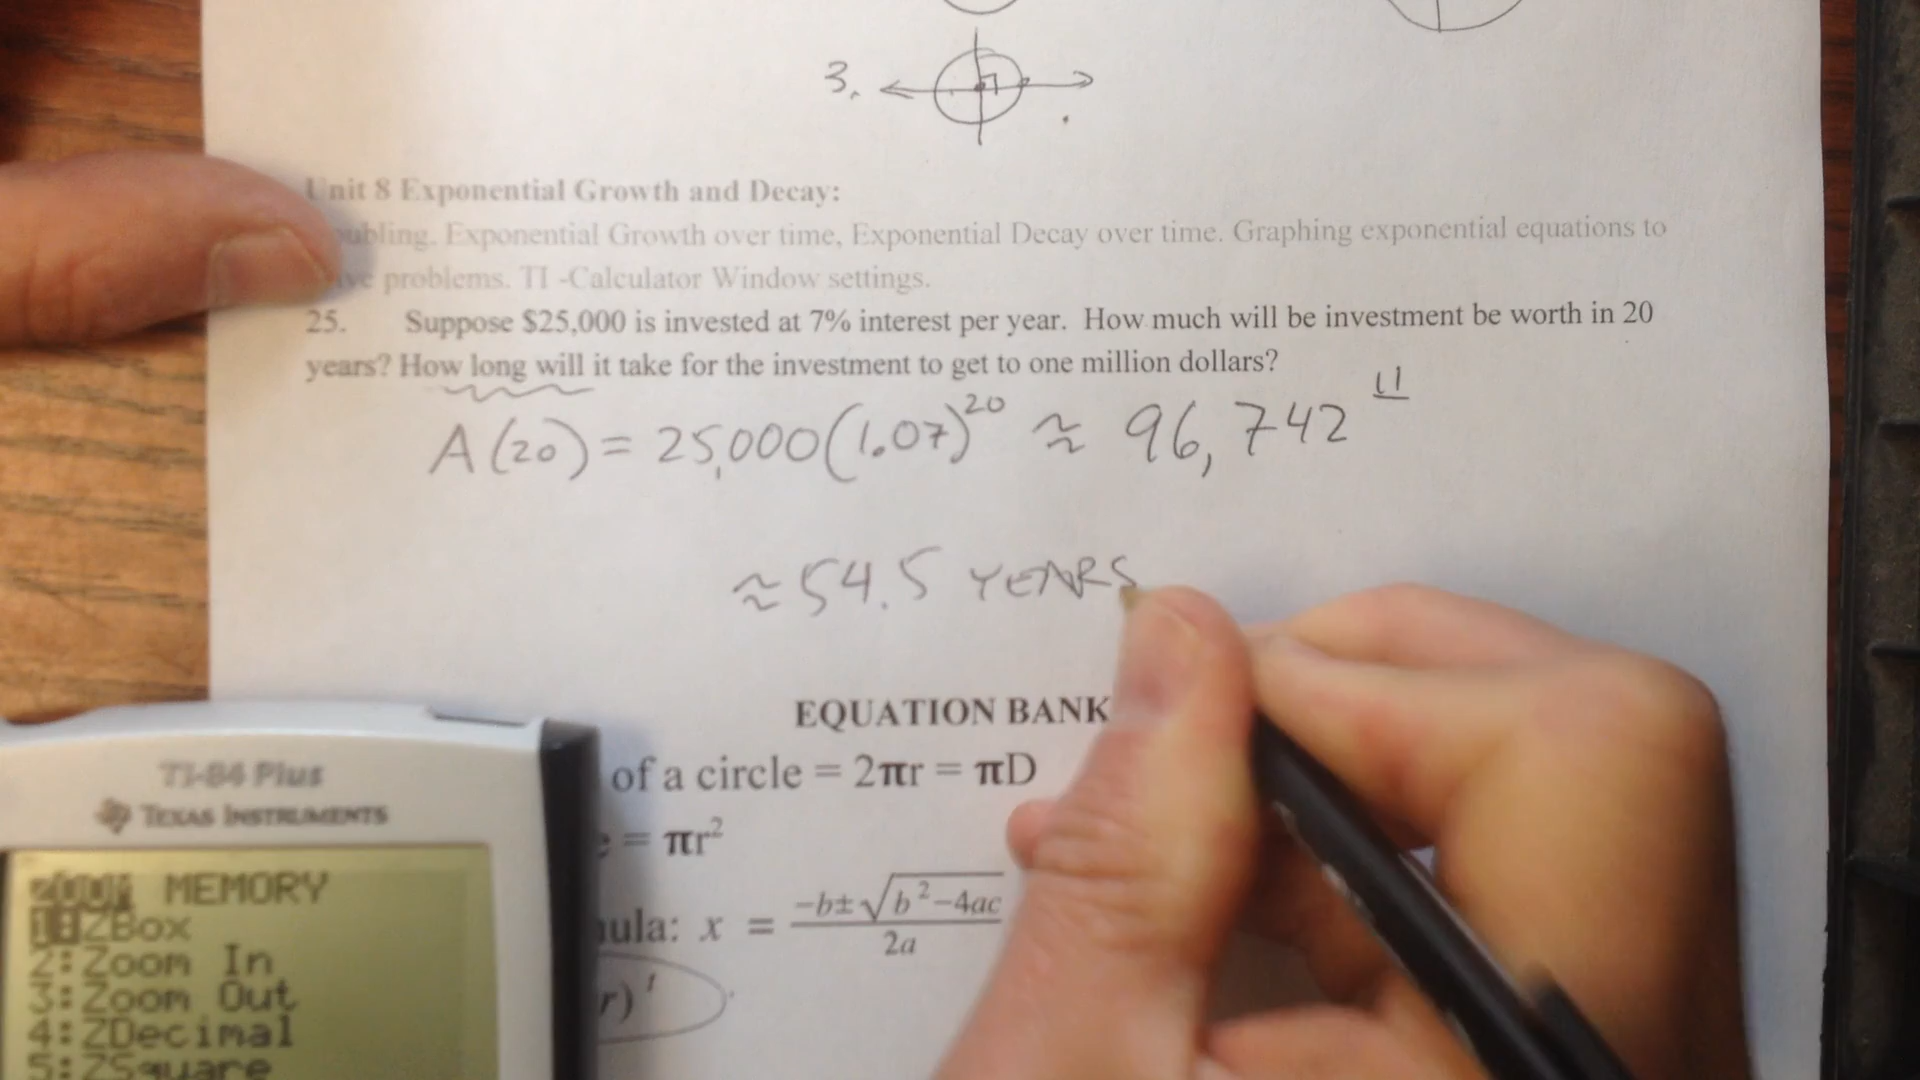 3.
Unit 8 Exponential Growth and Decay:
Exponential Growth over time, Exponential Decay over time. Graphing exponential equations to
problems. TI -Calculator Window settings.
25. Suppose $25,000 is invested at 7% interest per year. How much will be investment be worth in 20
years? How long will it take for the investment to get to one million dollars?
A(20) = 25,000(1.07)^20 ≈ 96,742 11
≈ 54.5 YEARS
EQUATION BANK
of a circle = 2πr = πD
= πr²
x = (-b±√(b²-4ac))/2a
r)^t
TI-84 Plus
TEXAS INSTRUMENTS
ZOOM MEMORY
1:ZBox
2:Zoom In
3:Zoom Out
4:ZDecimal
5:ZSquare